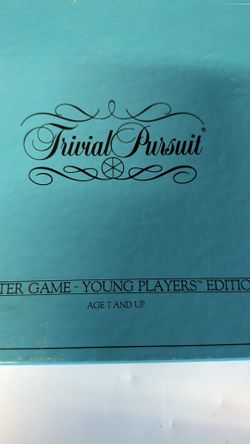 Trivial Pursuit®
TER GAME - YOUNG PLAYERS™ EDITIO
AGE 7 AND UP